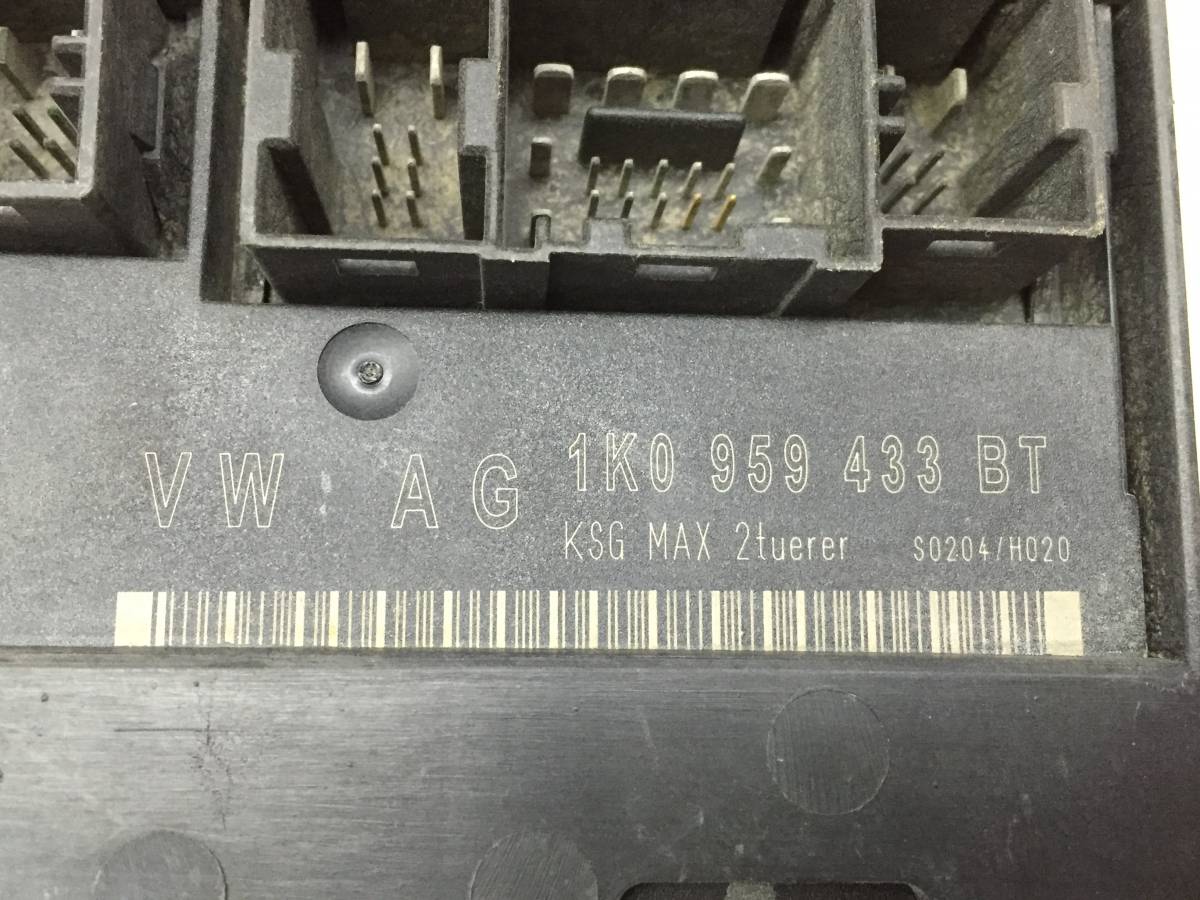 VW AG 1K0 959 433 BT
KSG MAX 2tuerer S0204/H020